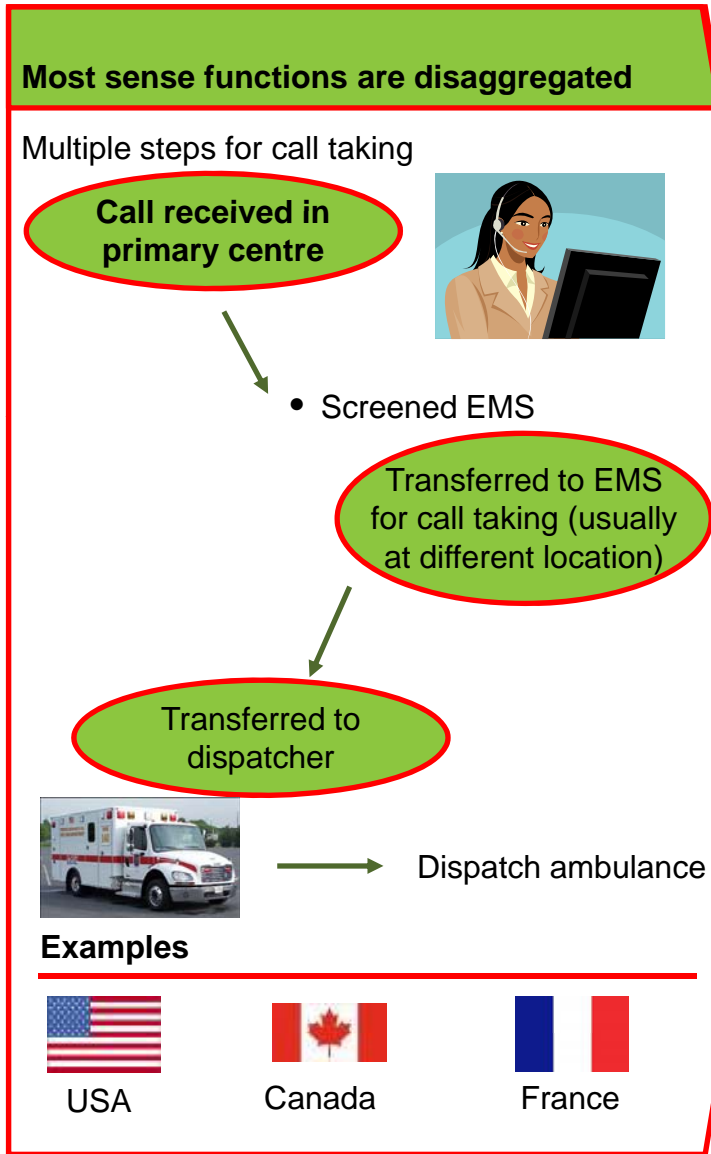 Most sense functions are disaggregated
Multiple steps for call taking
Call received in
primary centre
• Screened EMS
Transferred to EMS
for call taking (usually
at different location)
Transferred to
dispatcher
Dispatch ambulance
Examples
USA
Canada
France